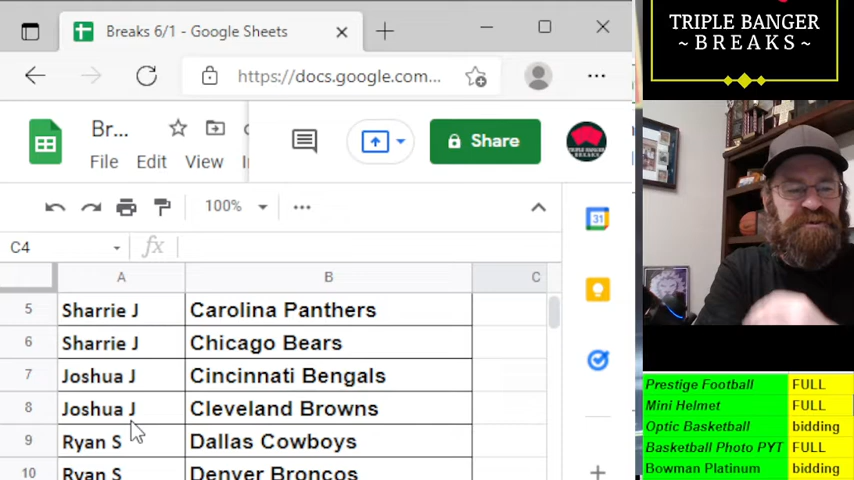 Breaks 6/1 - Google Sheets
https://docs.google.com...
Br...
File Edit View
Share
100%
C4
fx
A B C
5 Sharrie J Carolina Panthers
6 Sharrie J Chicago Bears
7 Joshua J Cincinnati Bengals
8 Joshua J Cleveland Browns
9 Ryan S Dallas Cowboys
10 Ryan S Denver Broncos
31
TRIPLE BANGER
~ BREAKS ~
Prestige Football FULL
Mini Helmet FULL
Optic Basketball bidding
Basketball Photo PYT FULL
Bowman Platinum bidding